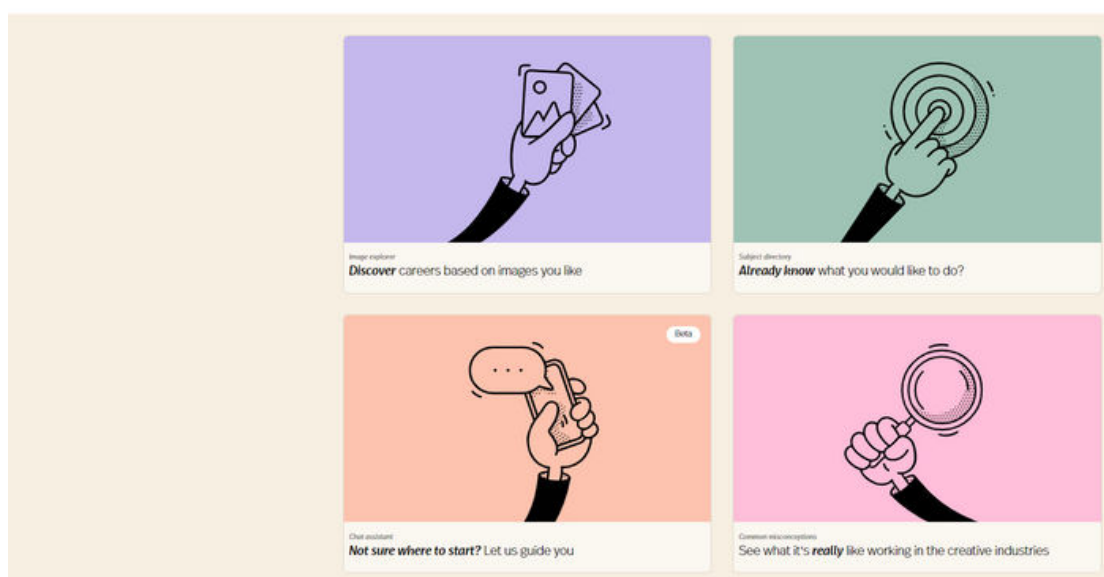 Image explorer
Discover careers based on images you like
Subject directory
Already know what you would like to do?
Beta
Chat assistant
Not sure where to start? Let us guide you
Common misconceptions
See what it's really like working in the creative industries